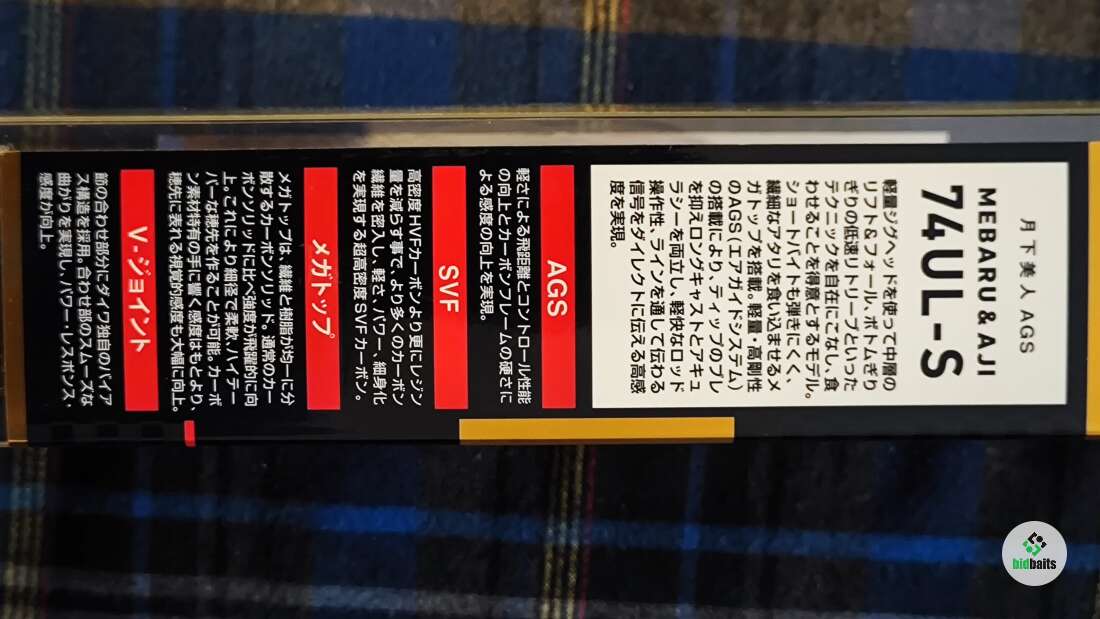 月下美人 AGS
MEBARU & AJI
74UL-S
軽量ジグヘッドを使って中層の
リフト&フォール、ボトムぎり
ぎりの低速リトリーブといった
テクニックを自在にこなし、食
わせることを得意とするモデル。
ショートバイトも弾きにくく、
繊細なアタリを食い込ませるメ
ガトップを搭載。軽量・高剛性
のAGS(エアガイドシステム)
の搭載により、ティップのブレ
を抑えロングキャストとアキュ
ラシーを両立し、軽快なロッド
操作性、ラインを通して伝わる
信号をダイレクトに伝える高感
度を実現。
AGS
軽さによる飛距離とコントロール性能
の向上とカーボンフレームの硬さに
よる感度の向上を実現。
SVF
高密度HVFカーボンより更にレジン
量を減らす事で、より多くのカーボン
繊維を密入し、軽さ、パワー、細身化
を実現する超高密度SVFカーボン。
メガトップ
メガトップは、繊維と樹脂が均一に分
散するカーボンソリッド。通常のカー
ボンソリッドに比べ強度が飛躍的に向
上。これにより細径で柔軟、ハイテー
パーな穂先を作ることが可能。カーボ
ン素材特有の手に響く感度はもとより、
穂先に表れる視覚的感度も大幅に向上。
V-ジョイント
節の合わせ部分にダイワ独自のバイア
ス構造を採用。合わせ部のスムーズな
曲がりを実現し、パワー・レスポンス・
感度が向上。
bidbaits